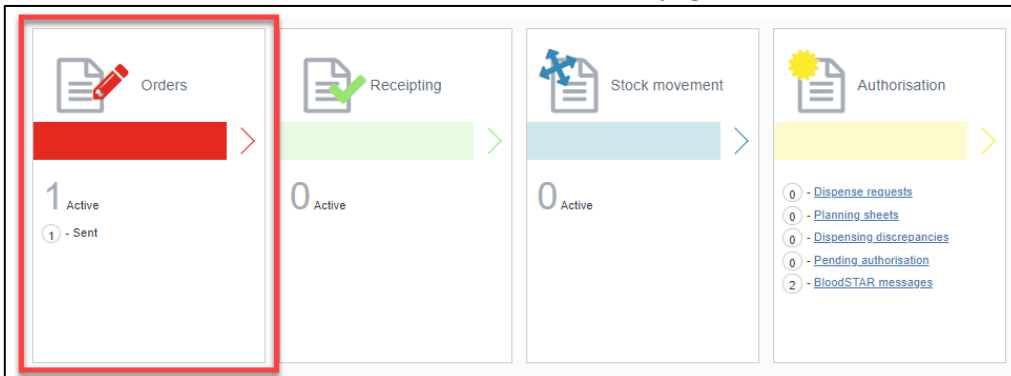 Orders
1 Active
1 - Sent
Receipting
0 Active
Stock movement
0 Active
Authorisation
0 - Dispense requests
0 - Planning sheets
0 - Dispensing discrepancies
0 - Pending authorisation
2 - BloodSTAR messages